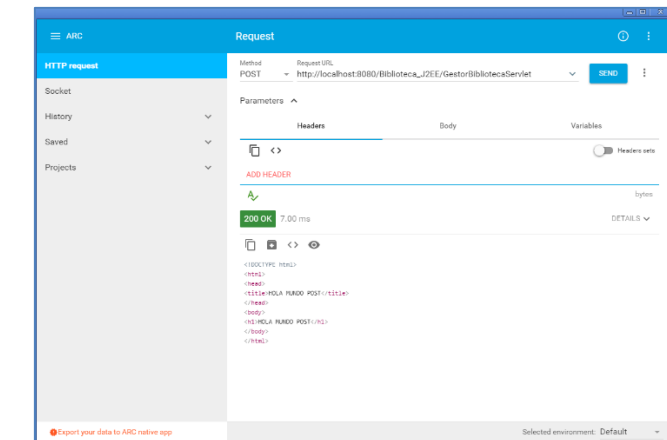 ARC
Request
HTTP request
Socket
History
Saved
Projects
Method
Request URL
POST
http://localhost:8080/Biblioteca_J2EE/GestorBibliotecaServlet
SEND
Parameters
Headers
Body
Variables
Headers sets
ADD HEADER
bytes
200 OK
7.00 ms
DETAILS
<!DOCTYPE html>
<html>
<head>
<title>HOLA MUNDO POST</title>
</head>
<body>
<h1>HOLA MUNDO POST</h1>
</body>
</html>
Export your data to ARC native app
Selected environment: Default